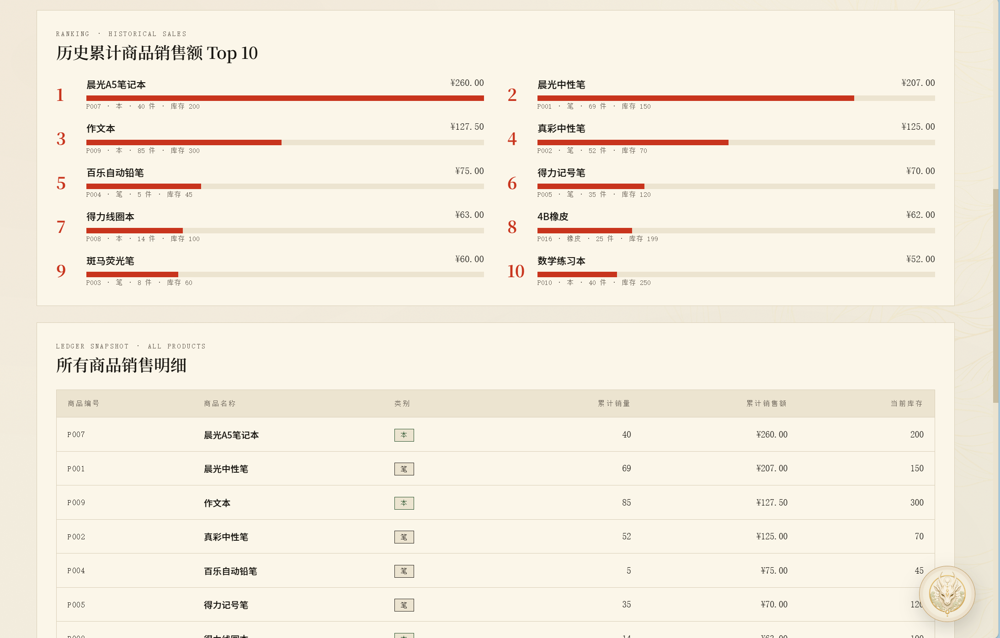 RANKING · HISTORICAL SALES
历史累计商品销售额 Top 10
1
晨光A5笔记本
¥260.00
P007 · 本 · 40 件 · 库存 200
2
晨光中性笔
¥207.00
P001 · 笔 · 69 件 · 库存 150
3
作文本
¥127.50
P009 · 本 · 85 件 · 库存 300
4
真彩中性笔
¥125.00
P002 · 笔 · 52 件 · 库存 70
5
百乐自动铅笔
¥75.00
P004 · 笔 · 5 件 · 库存 45
6
得力记号笔
¥70.00
P005 · 笔 · 35 件 · 库存 120
7
得力线圈本
¥63.00
P008 · 本 · 14 件 · 库存 100
8
4B橡皮
¥62.00
P016 · 橡皮 · 25 件 · 库存 199
9
斑马荧光笔
¥60.00
P003 · 笔 · 8 件 · 库存 60
10
数学练习本
¥52.00
P010 · 本 · 40 件 · 库存 250
LEDGER SNAPSHOT · ALL PRODUCTS
所有商品销售明细
商品编号 商品名称 类别 累计销量 累计销售额 当前库存
P007 晨光A5笔记本 本 40 ¥260.00 200
P001 晨光中性笔 笔 69 ¥207.00 150
P009 作文本 本 85 ¥127.50 300
P002 真彩中性笔 笔 52 ¥125.00 70
P004 百乐自动铅笔 笔 5 ¥75.00 45
P005 得力记号笔 笔 35 ¥70.00 120
P008 得力线圈本 本 14 ¥63.00 100